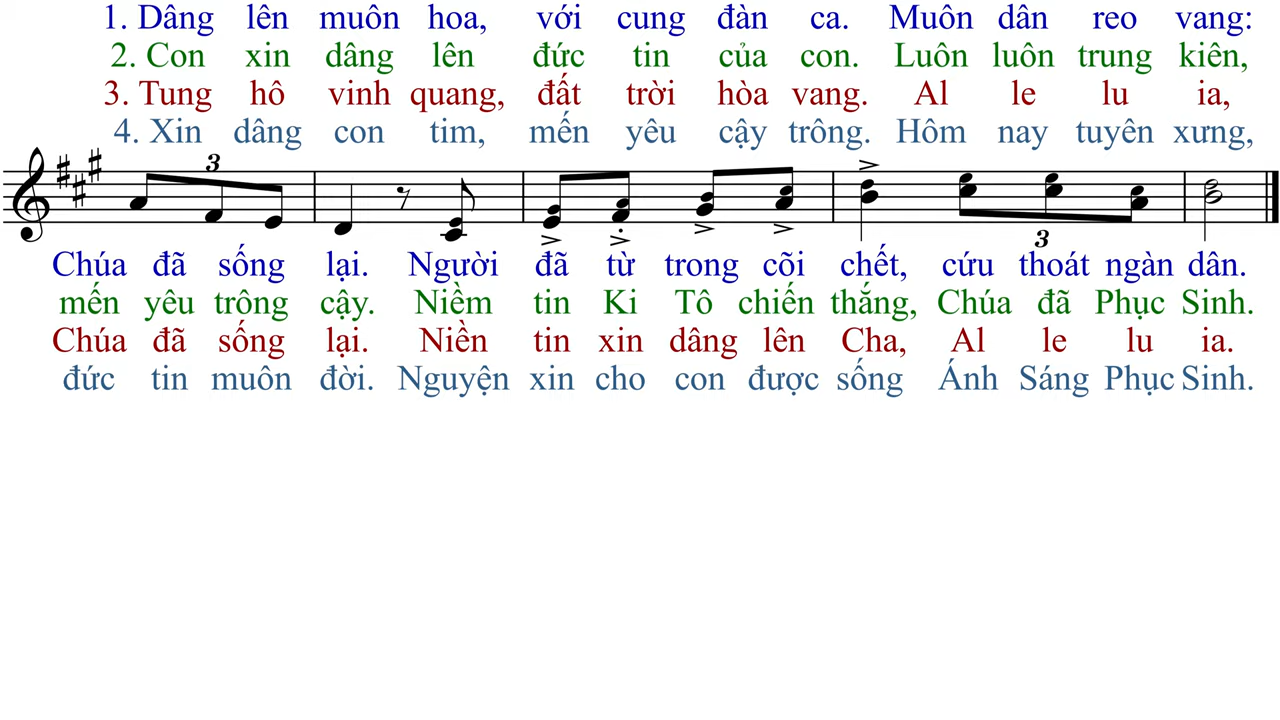 1. Dâng lên muôn hoa, với cung đàn ca. Muôn dân reo vang:
2. Con xin dâng lên đức tin của con. Luôn luôn trung kiên,
3. Tung hô vinh quang, đất trời hòa vang. Al le lu ia,
4. Xin dâng con tim, mến yêu cậy trông. Hôm nay tuyên xưng,
3
3
Chúa đã sống lại. Người đã từ trong cõi chết, cứu thoát ngàn dân.
mến yêu trông cậy. Niềm tin Ki Tô chiến thắng, Chúa đã Phục Sinh.
Chúa đã sống lại. Niền tin xin dâng lên Cha, Al le lu ia.
đức tin muôn đời. Nguyện xin cho con được sống Ánh Sáng Phục Sinh.